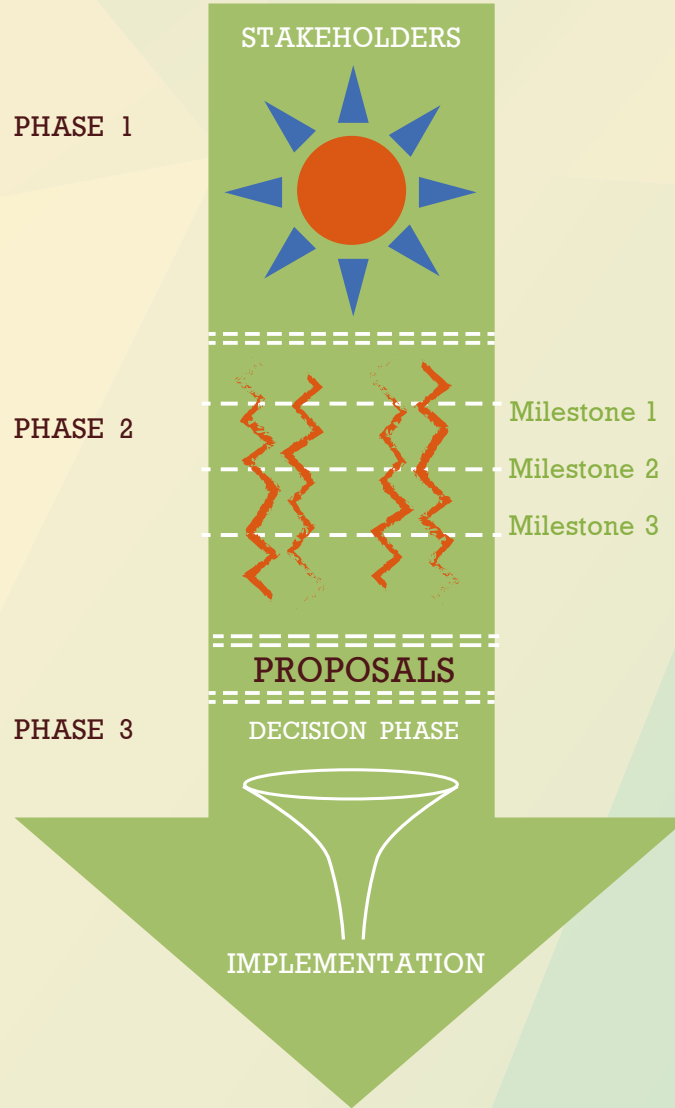 STAKEHOLDERS
PHASE 1
PHASE 2
Milestone 1
Milestone 2
Milestone 3
PROPOSALS
PHASE 3
DECISION PHASE
IMPLEMENTATION